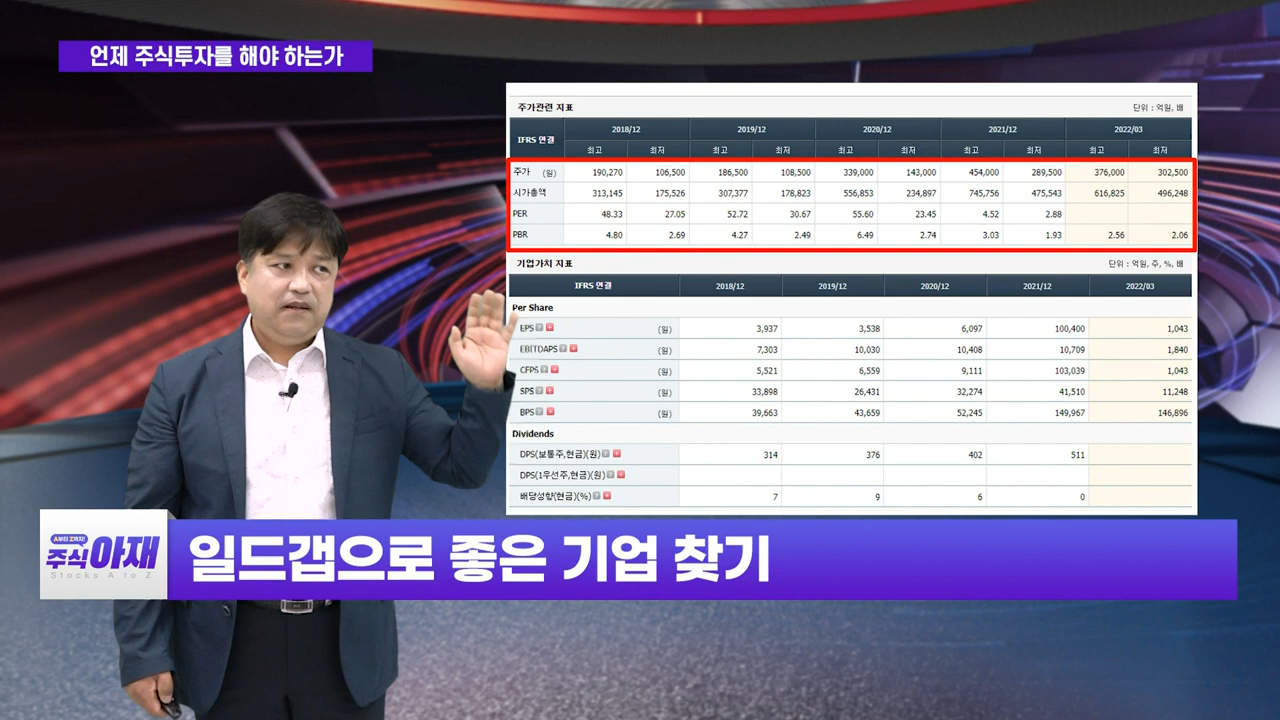 언제 주식투자를 해야 하는가
주가관련 지표 단위 : 억원, 배
IFRS 연결 2018/12 2019/12 2020/12 2021/12 2022/03
최고 최저 최고 최저 최고 최저 최고 최저 최고 최저
주가 (원) 190,270 106,500 186,500 108,500 339,000 143,000 454,000 289,500 376,000 302,500
시가총액 313,145 175,526 307,377 178,823 556,853 234,897 745,756 475,543 616,825 496,248
PER 48.33 27.05 52.72 30.67 55.60 23.45 4.52 2.88
PBR 4.80 2.69 4.27 2.49 6.49 2.74 3.03 1.93 2.56 2.06
기업가치 지표 단위 : 억원, 주, %, 배
IFRS 연결 2018/12 2019/12 2020/12 2021/12 2022/03
Per Share
EPS (원) 3,937 3,538 6,097 100,400 1,043
EBITDAPS (원) 7,303 10,030 10,408 10,709 1,840
CFPS (원) 5,521 6,559 9,111 103,039 1,043
SPS (원) 33,898 26,431 32,274 41,510 11,248
BPS (원) 39,663 43,659 52,245 149,967 146,896
Dividends
DPS(보통주,현금)(원) 314 376 402 511
DPS(1우선주,현금)(원)
배당성향(현금)(%) 7 9 6 0
A부터 Z까지!
주식아재
Stocks A to Z
일드갭으로 좋은 기업 찾기